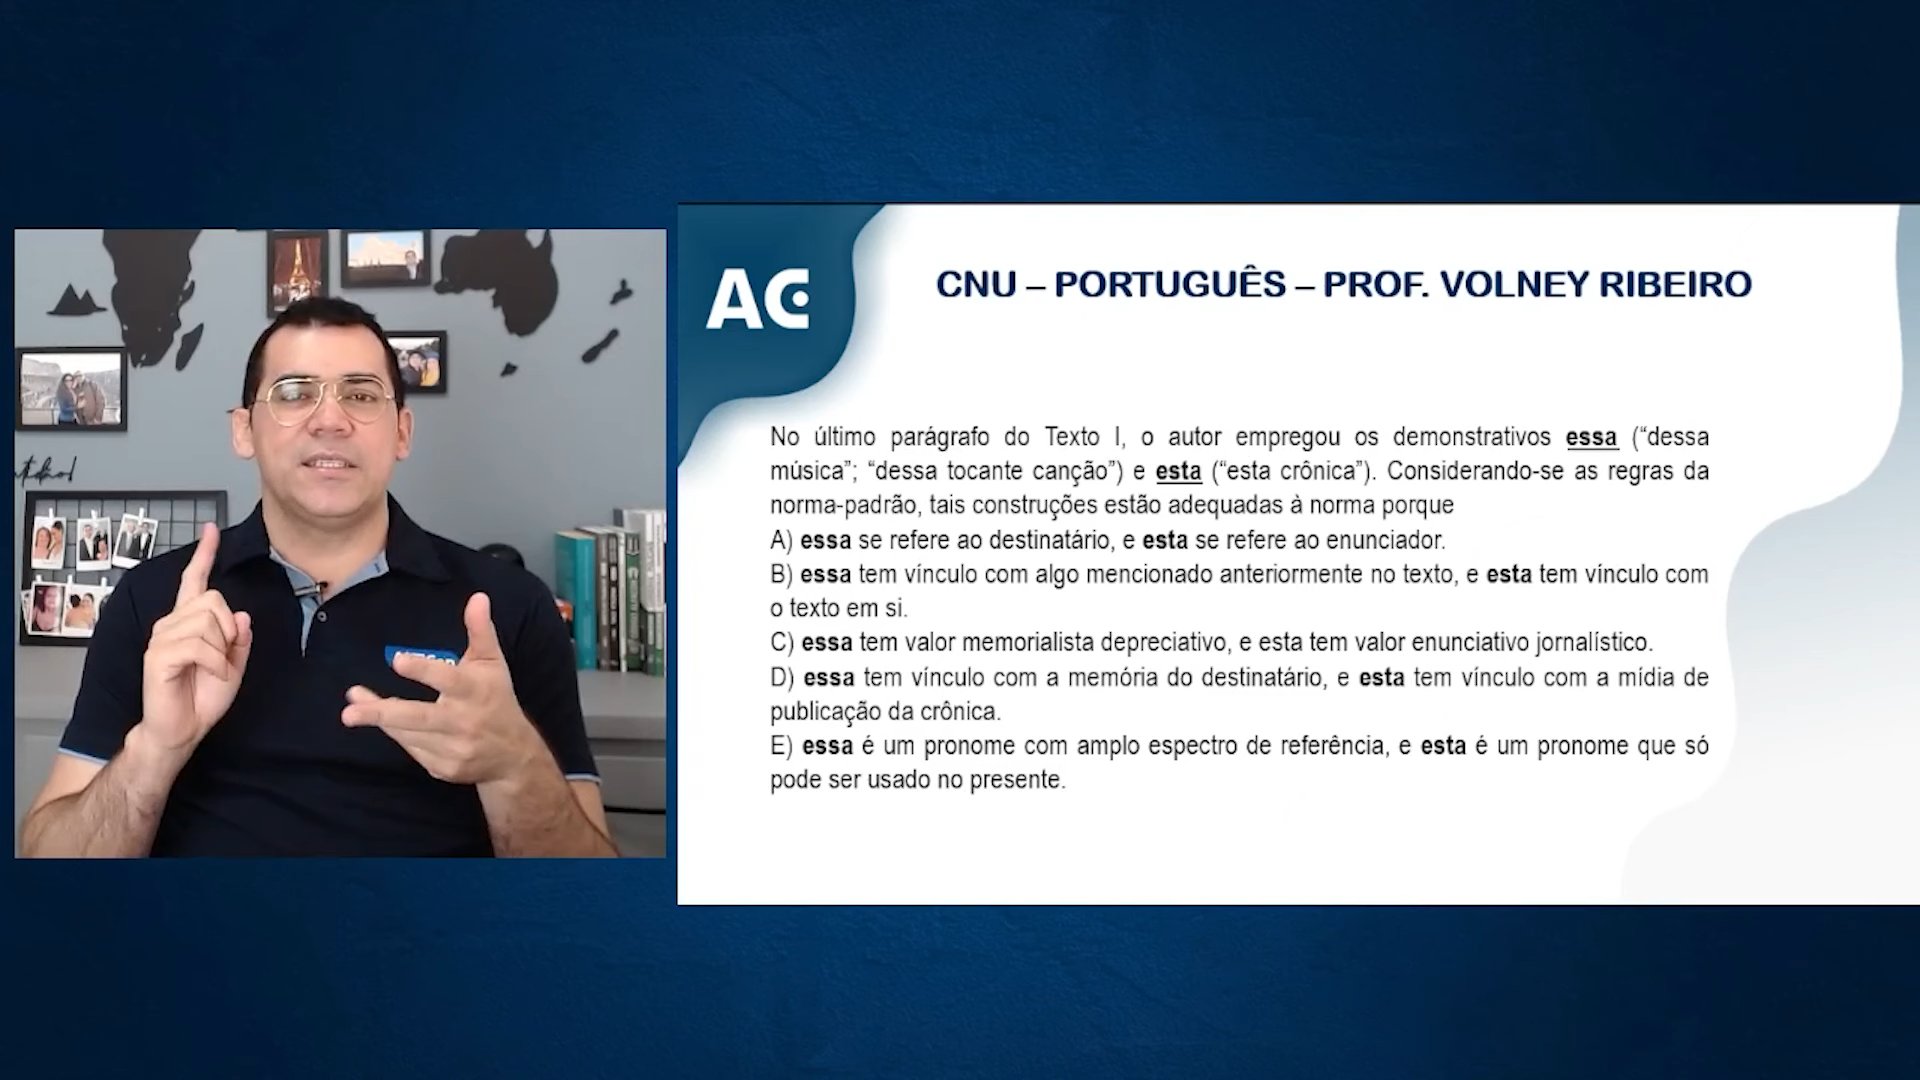 AC
CNU – PORTUGUÊS – PROF. VOLNEY RIBEIRO
No último parágrafo do Texto I, o autor empregou os demonstrativos essa (“dessa
música”; “dessa tocante canção”) e esta (“esta crônica”). Considerando-se as regras da
norma-padrão, tais construções estão adequadas à norma porque
A) essa se refere ao destinatário, e esta se refere ao enunciador.
B) essa tem vínculo com algo mencionado anteriormente no texto, e esta tem vínculo com
o texto em si.
C) essa tem valor memorialista depreciativo, e esta tem valor enunciativo jornalístico.
D) essa tem vínculo com a memória do destinatário, e esta tem vínculo com a mídia de
publicação da crônica.
E) essa é um pronome com amplo espectro de referência, e esta é um pronome que só
pode ser usado no presente.